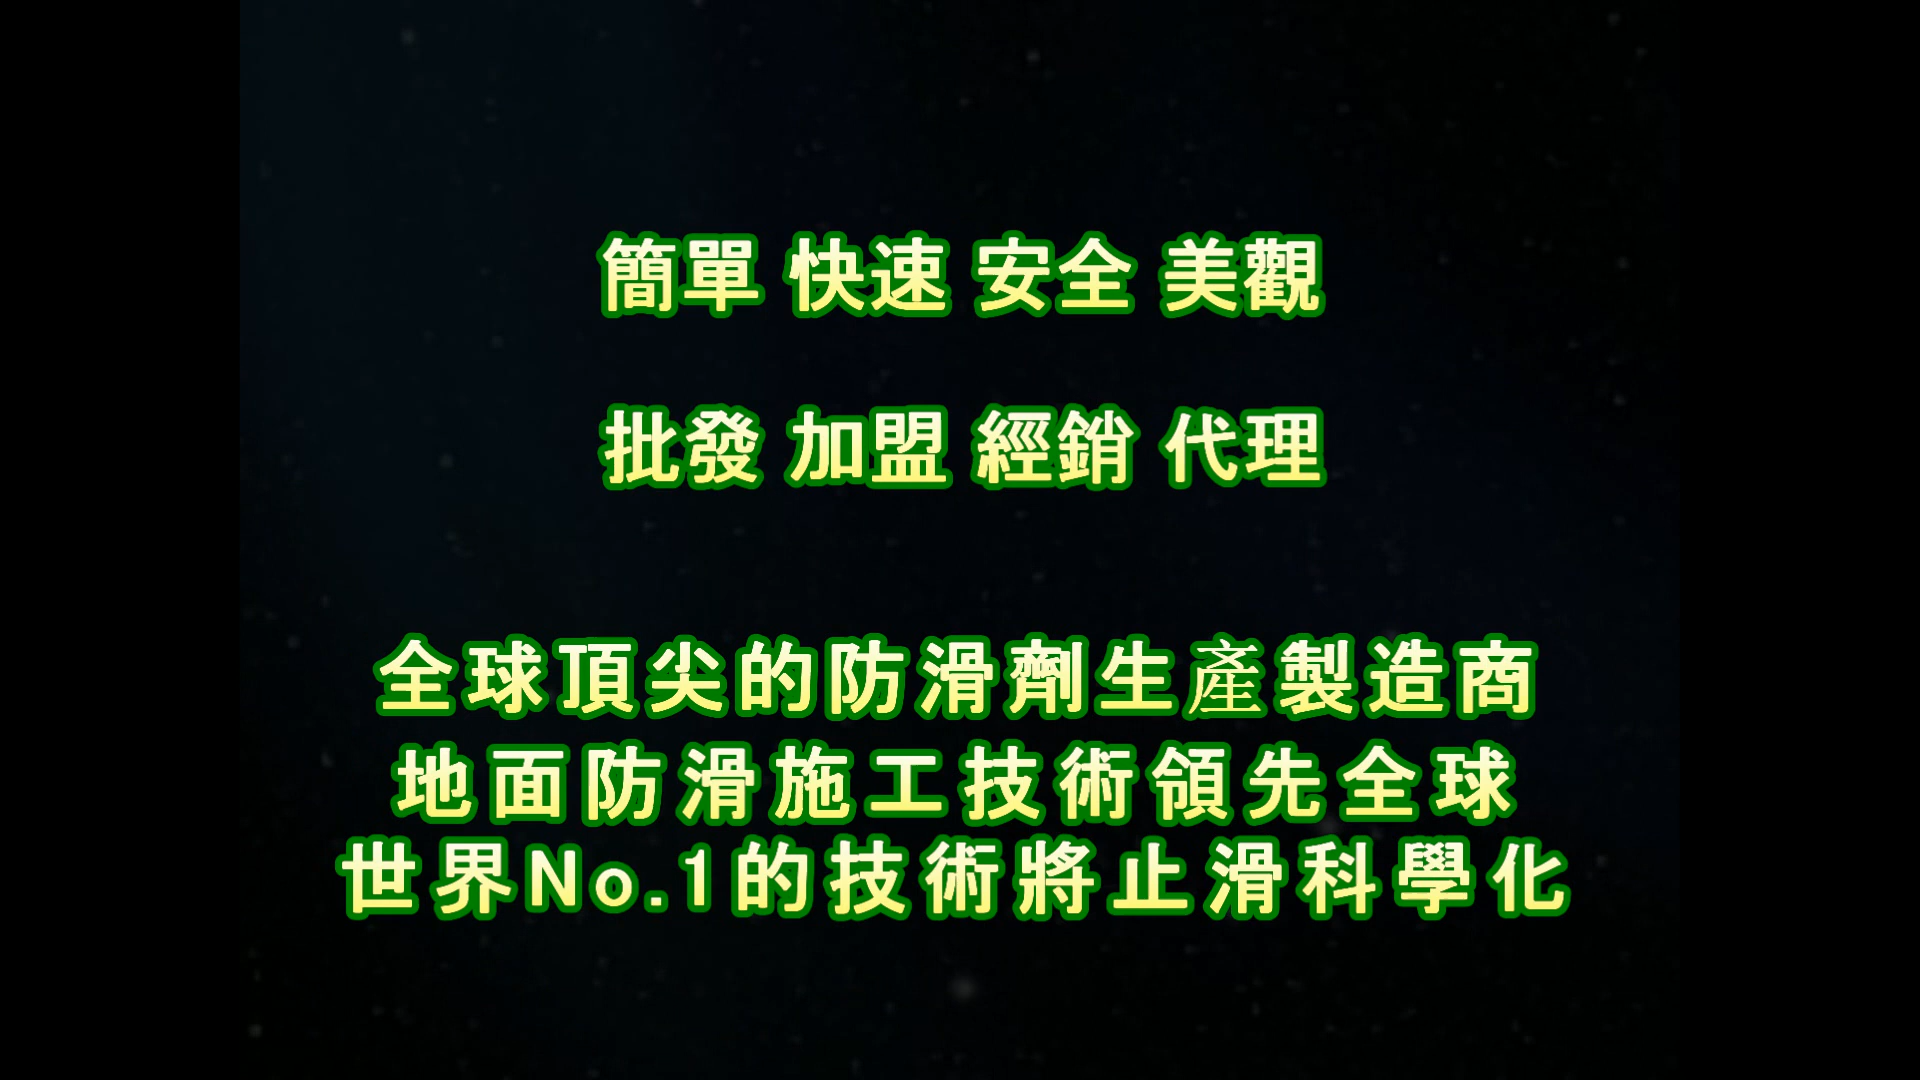 簡單 快速 安全 美觀
批發 加盟 經銷 代理
全球頂尖的防滑劑生產製造商
地面防滑施工技術領先全球
世界No.1的技術將止滑科學化